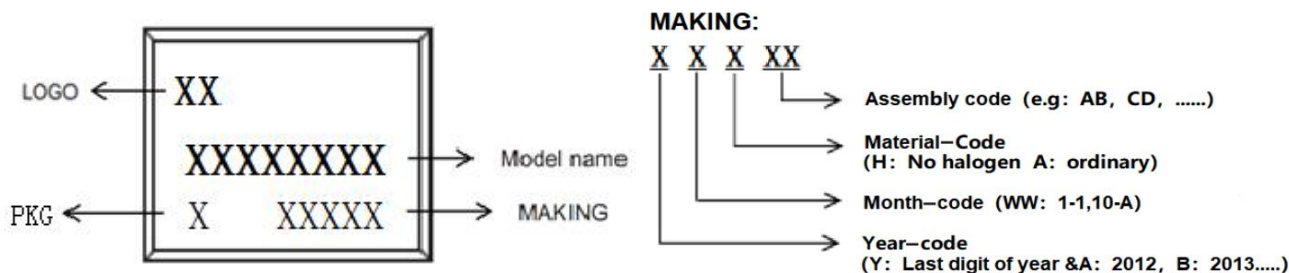 LOGO
XX
XXXXXXXX
Model name
PKG
X XXXXX
MAKING
MAKING:
X X X XX
Assembly code (e.g: AB, CD, ......)
Material-Code
(H: No halogen A: ordinary)
Month-code (WW: 1-1,10-A)
Year-code
(Y: Last digit of year &A: 2012, B: 2013.....)